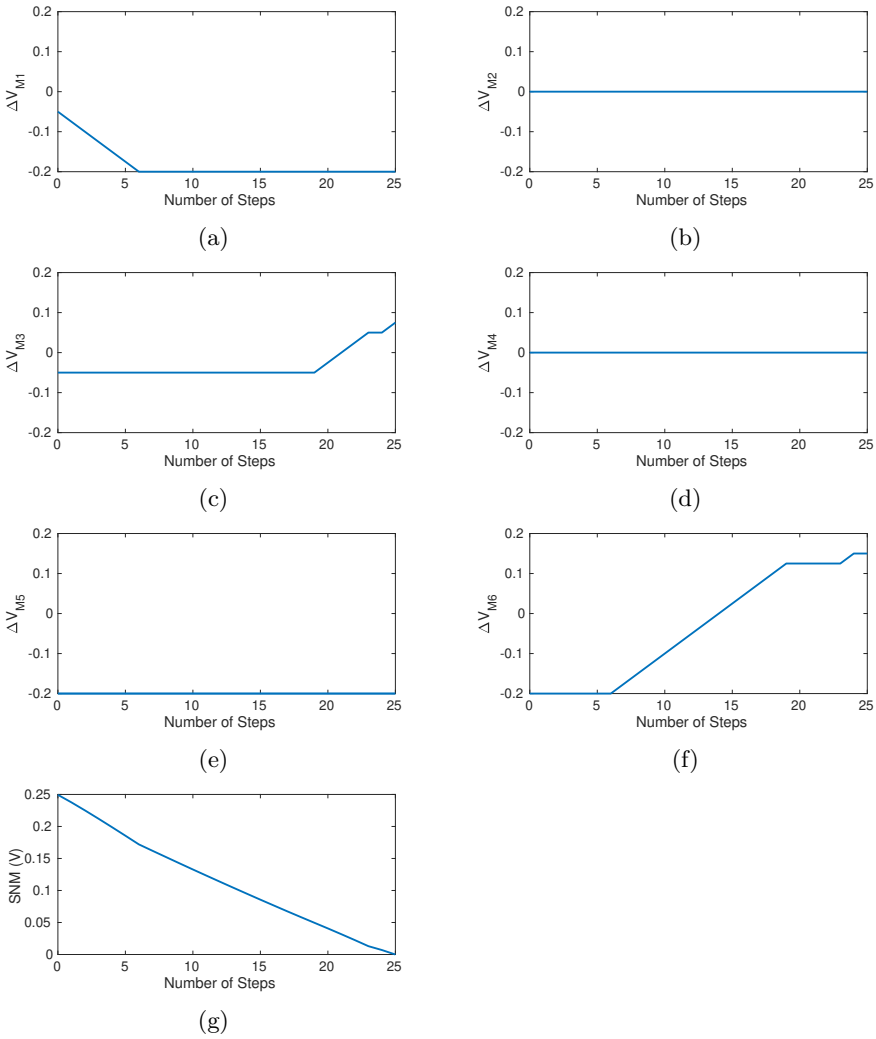 0.2
0.1
0
-0.1
-0.2
ΔV_M1
0 5 10 15 20 25
Number of Steps
(a)
0.2
0.1
0
-0.1
-0.2
ΔV_M2
0 5 10 15 20 25
Number of Steps
(b)
0.2
0.1
0
-0.1
-0.2
ΔV_M3
0 5 10 15 20 25
Number of Steps
(c)
0.2
0.1
0
-0.1
-0.2
ΔV_M4
0 5 10 15 20 25
Number of Steps
(d)
0.2
0.1
0
-0.1
-0.2
ΔV_M5
0 5 10 15 20 25
Number of Steps
(e)
0.2
0.1
0
-0.1
-0.2
ΔV_M6
0 5 10 15 20 25
Number of Steps
(f)
0.25
0.2
0.15
0.1
0.05
0
SNM (V)
0 5 10 15 20 25
Number of Steps
(g)